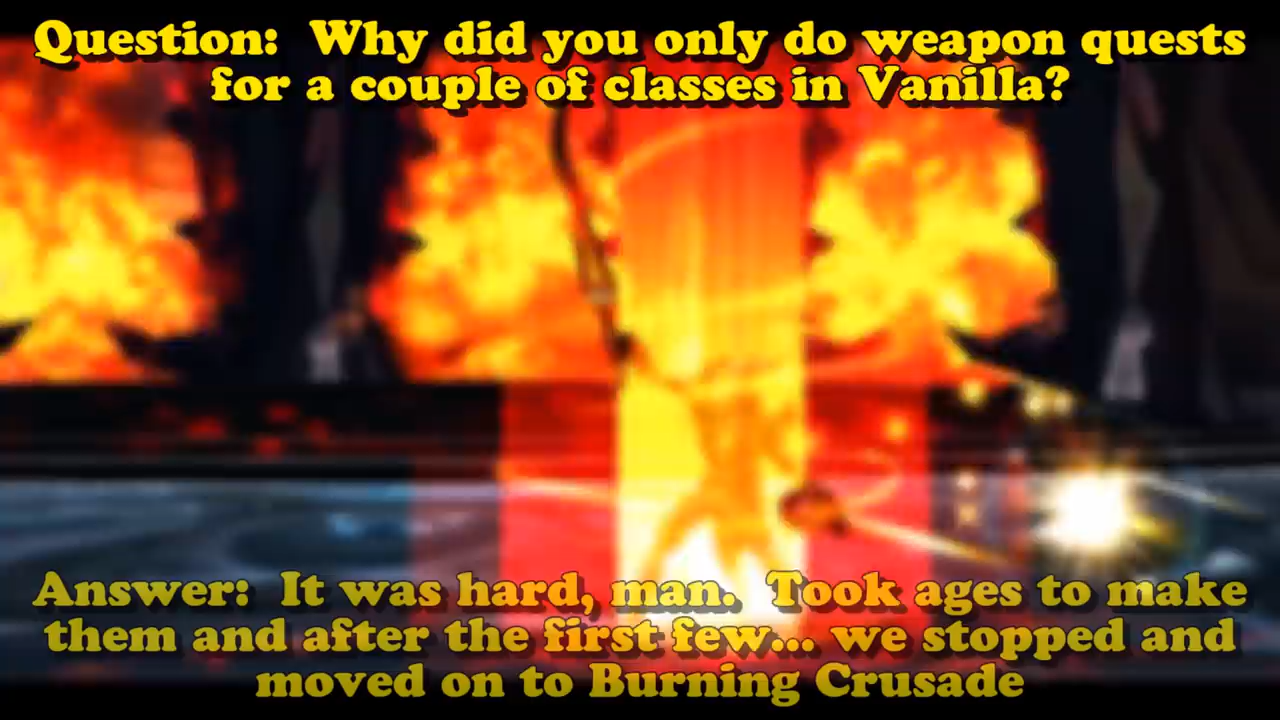 Question:  Why did you only do weapon quests
for a couple of classes in Vanilla?
Answer:  It was hard, man.  Took ages to make
them and after the first few... we stopped and
moved on to Burning Crusade